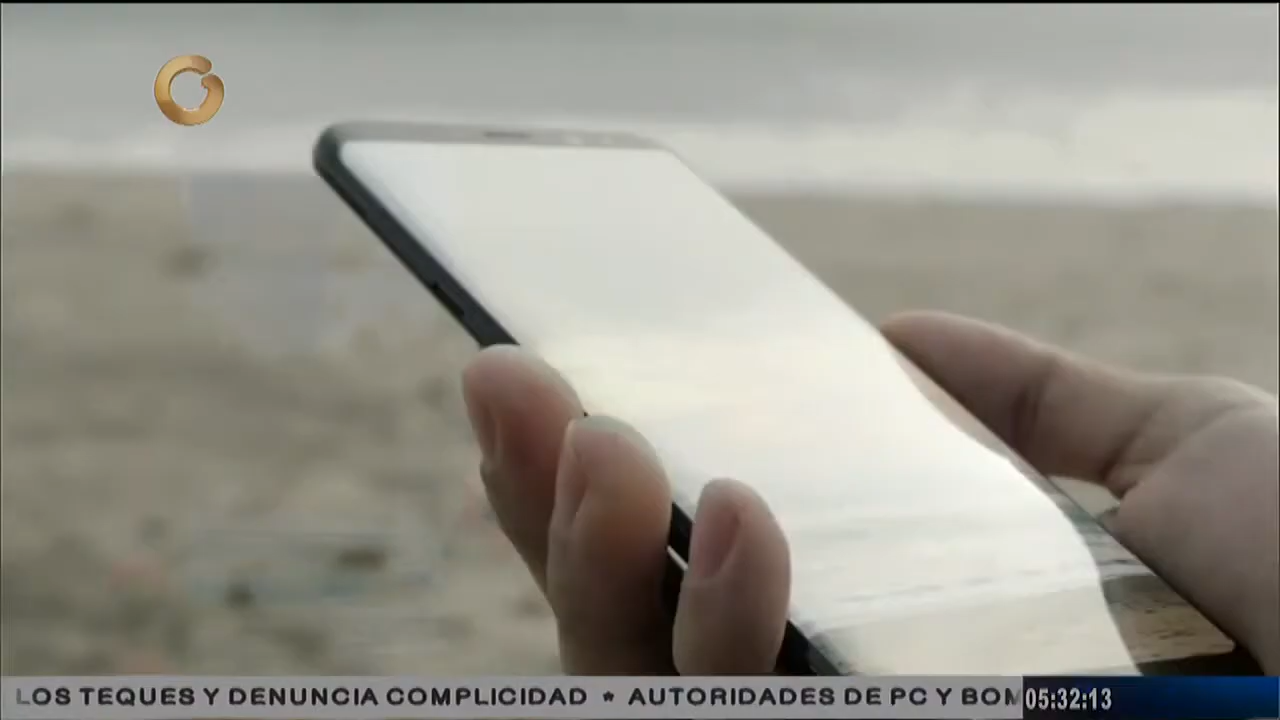 LOS TEQUES Y DENUNCIA COMPLICIDAD * AUTORIDADES DE PC Y BOM
05:32:13